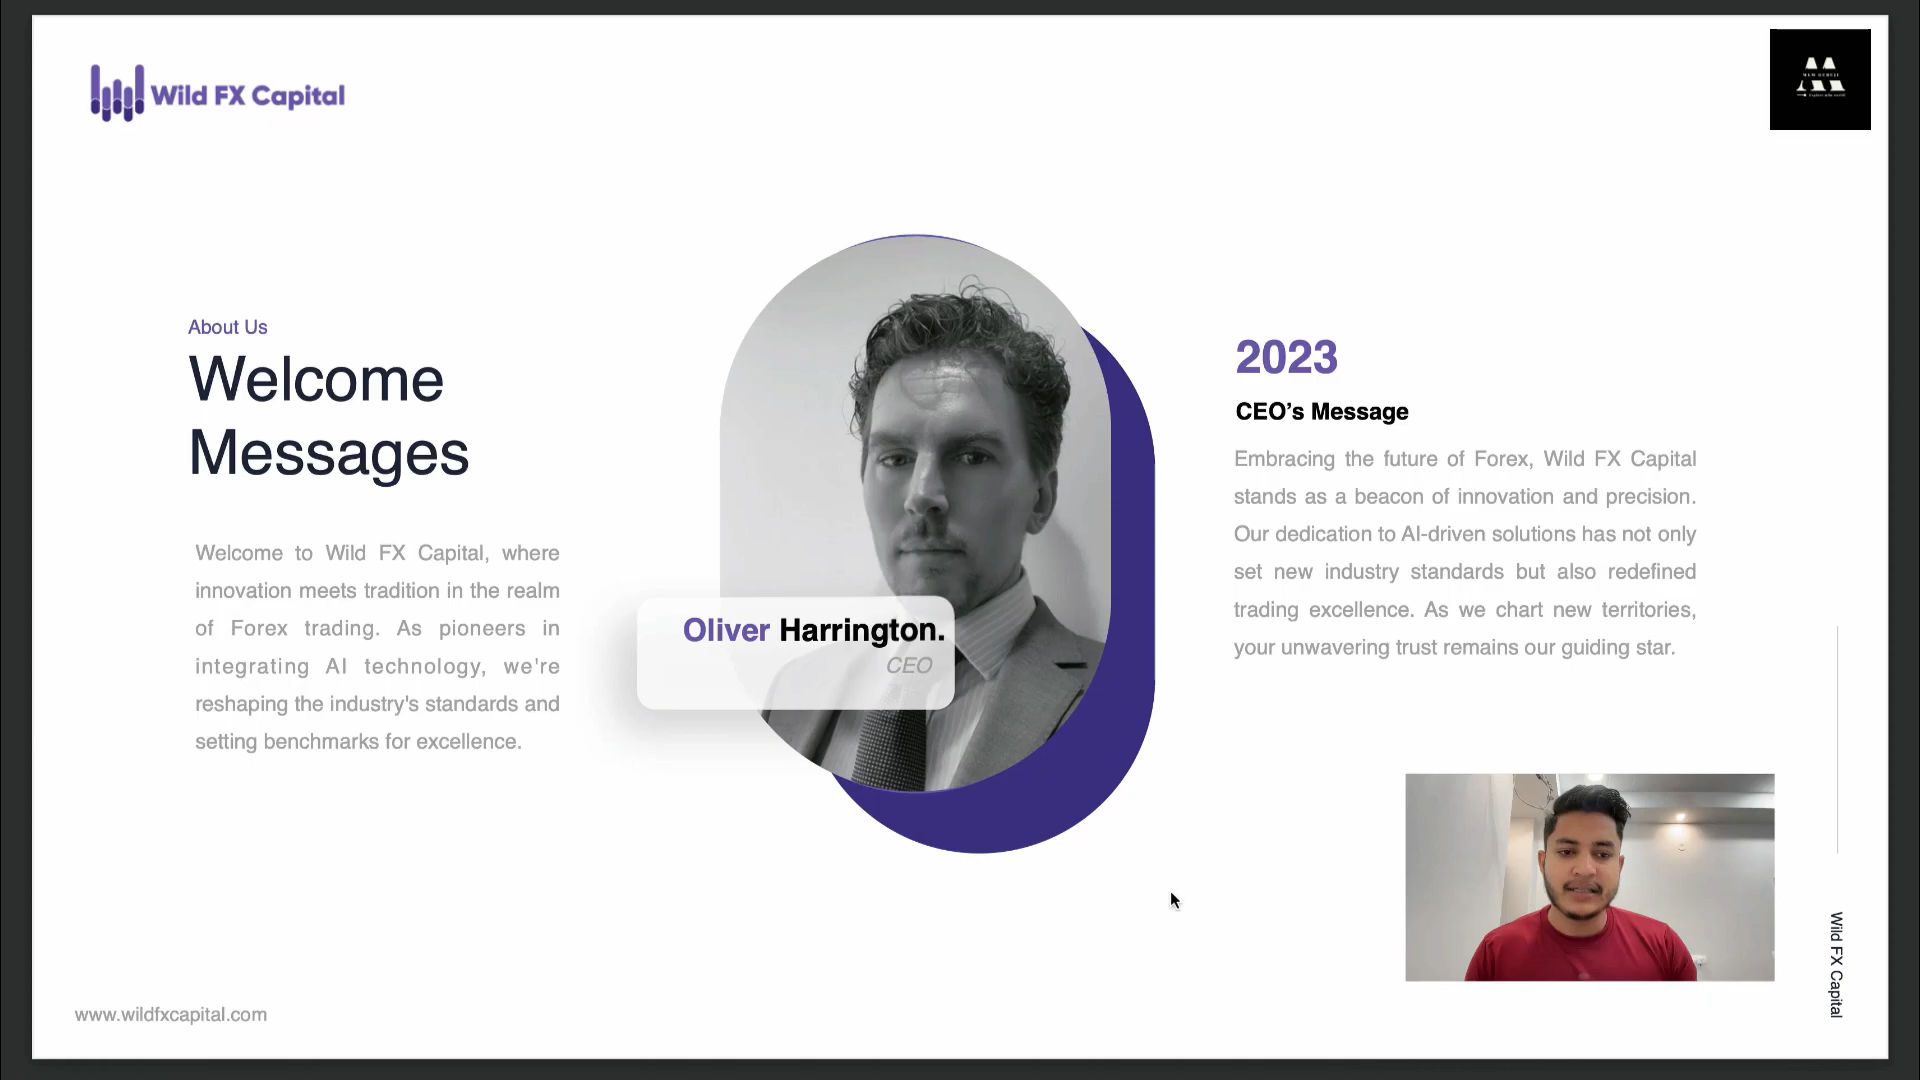 Wild FX Capital
About Us
Welcome
Messages
Welcome to Wild FX Capital, where
innovation meets tradition in the realm
of Forex trading. As pioneers in
integrating AI technology, we're
reshaping the industry's standards and
setting benchmarks for excellence.
Oliver Harrington.
CEO
2023
CEO’s Message
Embracing the future of Forex, Wild FX Capital
stands as a beacon of innovation and precision.
Our dedication to AI-driven solutions has not only
set new industry standards but also redefined
trading excellence. As we chart new territories,
your unwavering trust remains our guiding star.
Wild FX Capital
www.wildfxcapital.com